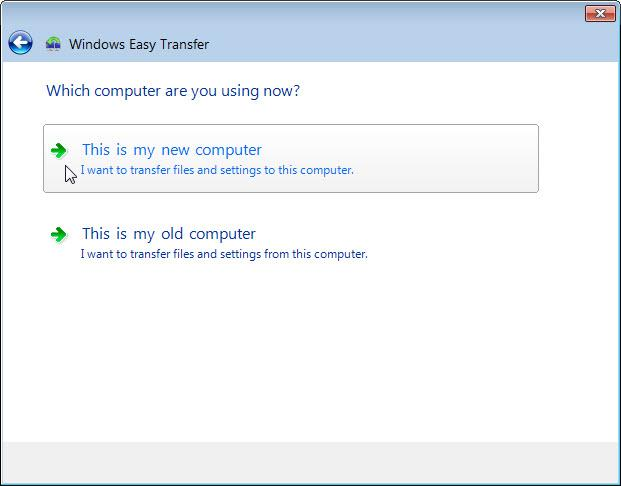 Windows Easy Transfer
Which computer are you using now?
This is my new computer
I want to transfer files and settings to this computer.
This is my old computer
I want to transfer files and settings from this computer.